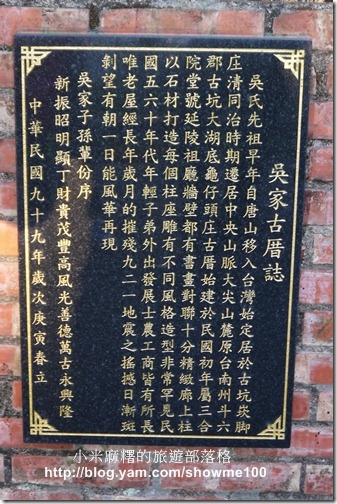 吳家古厝誌
吳氏先祖早年自唐山移入台灣始定居於古坑崁腳
庄清同治時期遷居中央山脈大尖山麓原台南州斗六
郡古坑大湖底龜仔頭庄古厝始建於民國初年屬三合
院堂號延陵祖廳牆壁都有書畫對聯十分精緻廊上柱
以石材打造每個柱座雕有不同風格造型非常罕見民
國五六十年代年輕子弟外出發展士農工商皆有所長
唯老屋經長年歲月的摧殘九二一地震之搖撼日漸斑
剝望有朝一日能風華再現
吳家子孫輩份序
新振昭明顯丁財貴茂豐高風光善德萬古永興隆
中華民國九十九年歲次庚寅春立
小米麻糬的旅遊部落格
http://blog.yam.com/showme100